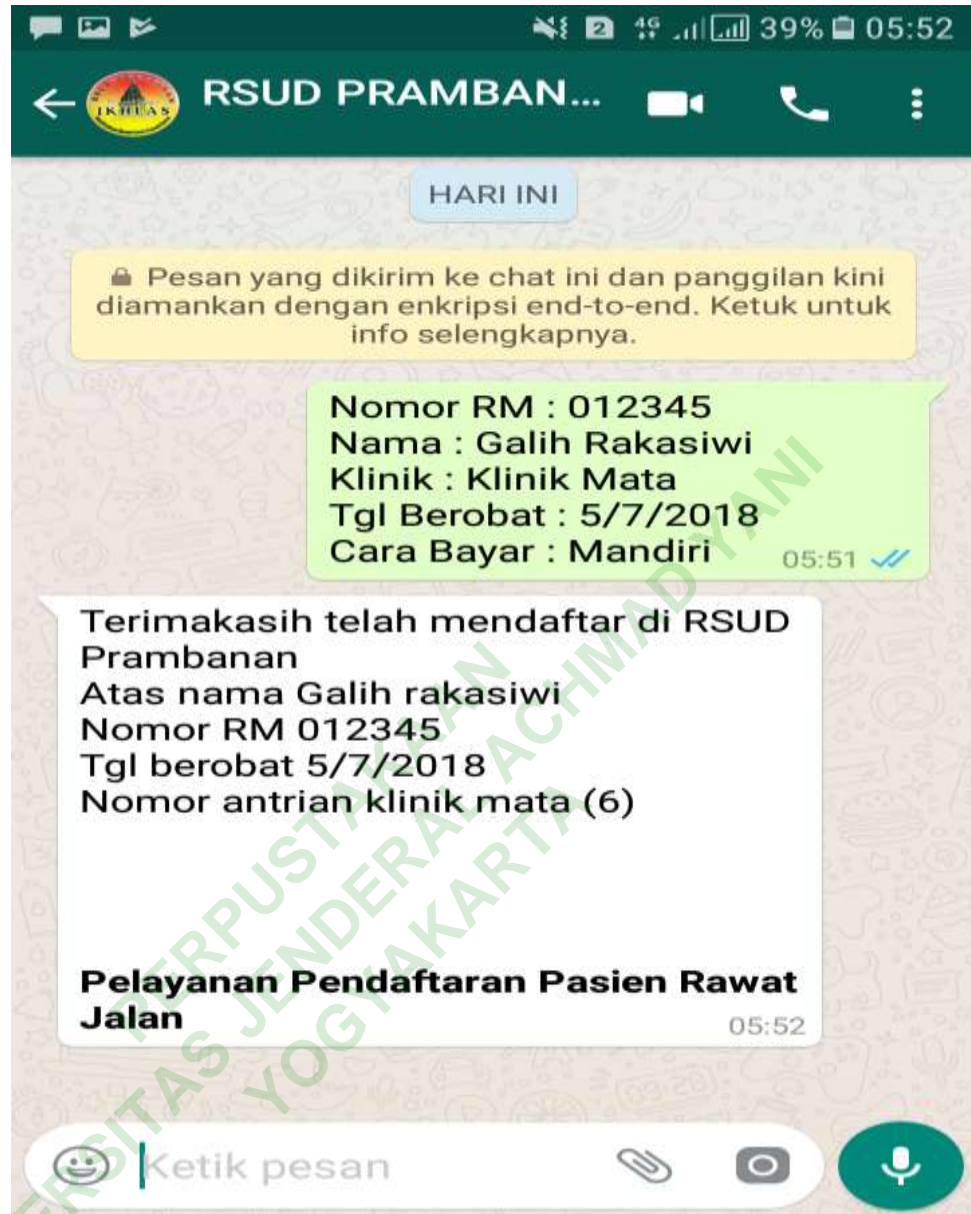 2 4G 39% 05:52
IKHLAS RSUD PRAMBAN...
HARI INI
Pesan yang dikirim ke chat ini dan panggilan kini
diamankan dengan enkripsi end-to-end. Ketuk untuk
info selengkapnya.
Nomor RM : 012345
Nama : Galih Rakasiwi
Klinik : Klinik Mata
Tgl Berobat : 5/7/2018
Cara Bayar : Mandiri 05:51
Terimakasih telah mendaftar di RSUD
Prambanan
Atas nama Galih rakasiwi
Nomor RM 012345
Tgl berobat 5/7/2018
Nomor antrian klinik mata (6)
Pelayanan Pendaftaran Pasien Rawat
Jalan 05:52
Ketik pesan
PERPUSTAKAAN
ERSITAS JENDERAL ACHMAD YANI
YOGYAKARTA